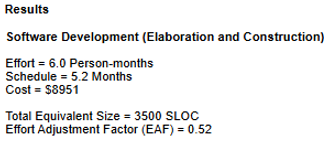 Results
Software Development (Elaboration and Construction)
Effort = 6.0 Person-months
Schedule = 5.2 Months
Cost = $8951
Total Equivalent Size = 3500 SLOC
Effort Adjustment Factor (EAF) = 0.52